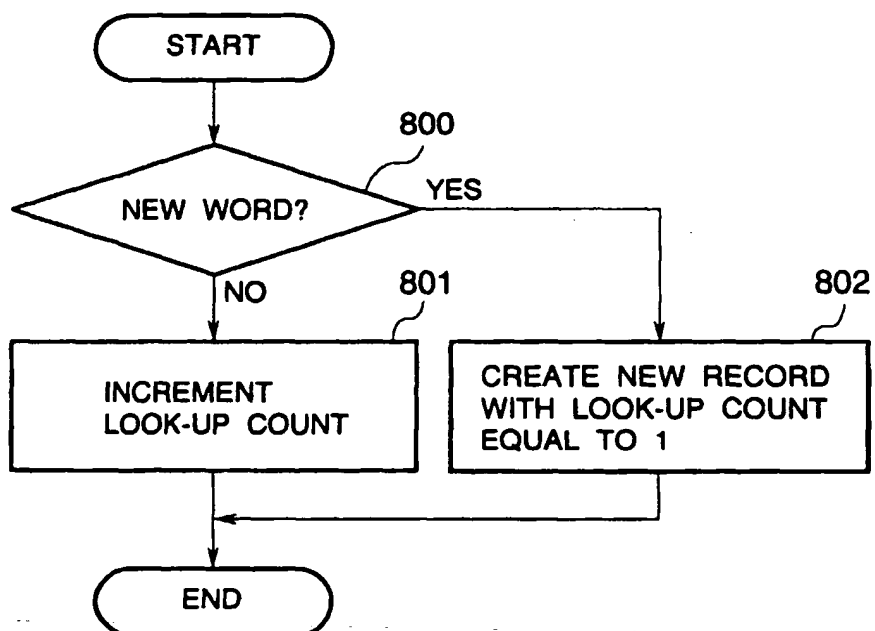 START
800
NEW WORD?
YES
NO
801
802
INCREMENT
LOOK-UP COUNT
CREATE NEW RECORD
WITH LOOK-UP COUNT
EQUAL TO 1
END